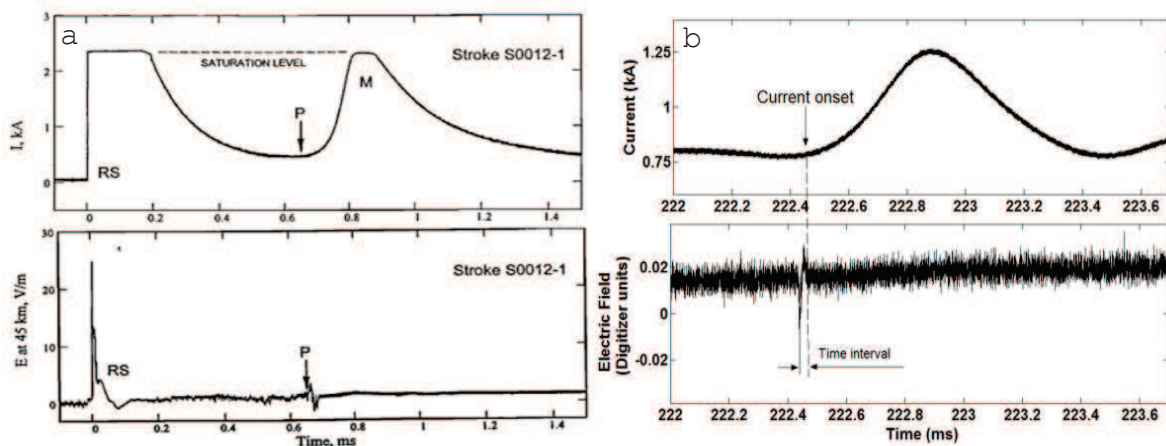 a
3
2
1
0
I, kA
Stroke S0012-1
SATURATION LEVEL
P
M
RS
0 0.2 0.4 0.6 0.8 1 1.2 1.4
30
20
10
0
E at 45 km, V/m
Stroke S0012-1
RS
P
0 0.2 0.4 0.6 0.8 1 1.2 1.4
Time, ms
b
1.25
1
0.75
Current (kA)
Current onset
222 222.2 222.4 222.6 222.8 223 223.2 223.4 223.6
0.02
0
-0.02
Electric Field
(Digitizer units)
Time interval
222 222.2 222.4 222.6 222.8 223 223.2 223.4 223.6
Time (ms)